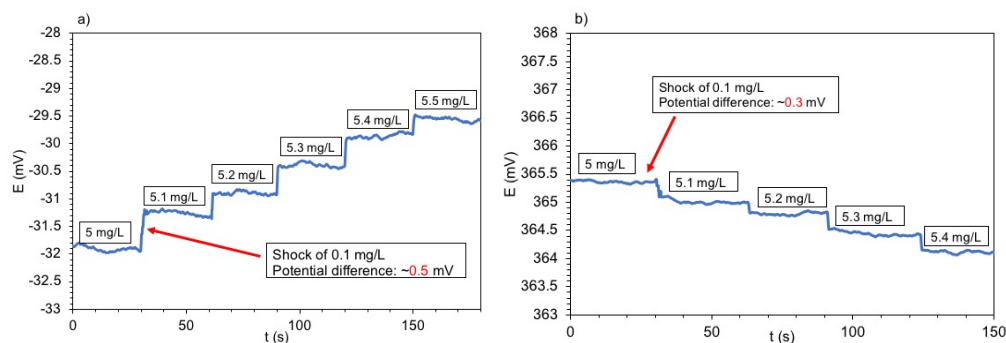 a)
-28
-28.5
-29
-29.5
-30
-30.5
-31
-31.5
-32
-32.5
-33
E (mV)
0
50
100
150
t (s)
5 mg/L
5.1 mg/L
5.2 mg/L
5.3 mg/L
5.4 mg/L
5.5 mg/L
Shock of 0.1 mg/L
Potential difference: ~0.5 mV
b)
368
367.5
367
366.5
366
365.5
365
364.5
364
363.5
363
E (mV)
0
50
100
150
t (s)
5 mg/L
5.1 mg/L
5.2 mg/L
5.3 mg/L
5.4 mg/L
Shock of 0.1 mg/L
Potential difference: ~0.3 mV